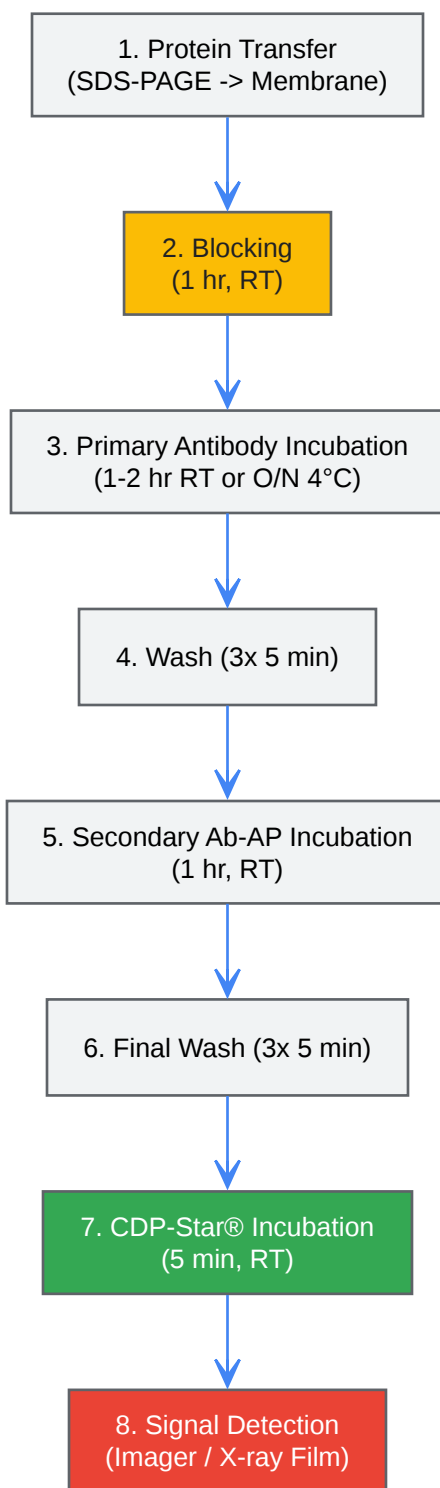 1. Protein Transfer
(SDS-PAGE -> Membrane)
2. Blocking
(1 hr, RT)
3. Primary Antibody Incubation
(1-2 hr RT or O/N 4°C)
4. Wash (3x 5 min)
5. Secondary Ab-AP Incubation
(1 hr, RT)
6. Final Wash (3x 5 min)
7. CDP-Star® Incubation
(5 min, RT)
8. Signal Detection
(Imager / X-ray Film)